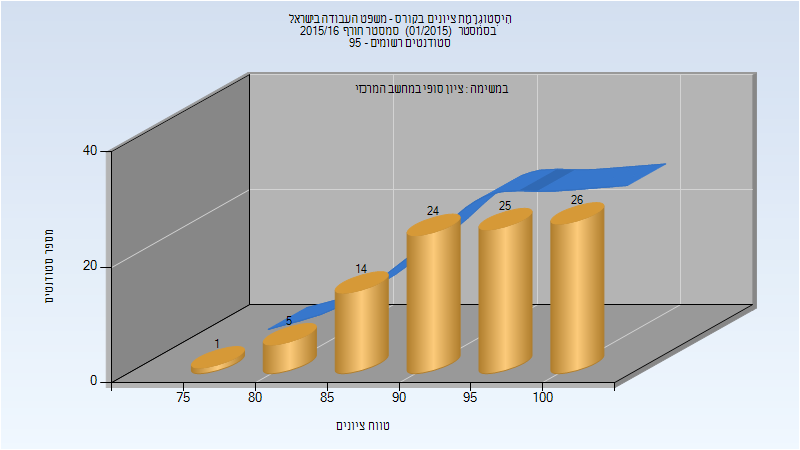 היסטוגרמת ציונים בקורס - משפט העבודה בישראל
בסמסטר (01/2015) סמסטר חורף 2015/16
סטודנטים רשומים - 95
במשימה : ציון סופי במחשב המרכזי
מספר סטודנטים
40
20
0
1
5
14
24
25
26
75
80
85
90
95
100
טווח ציונים